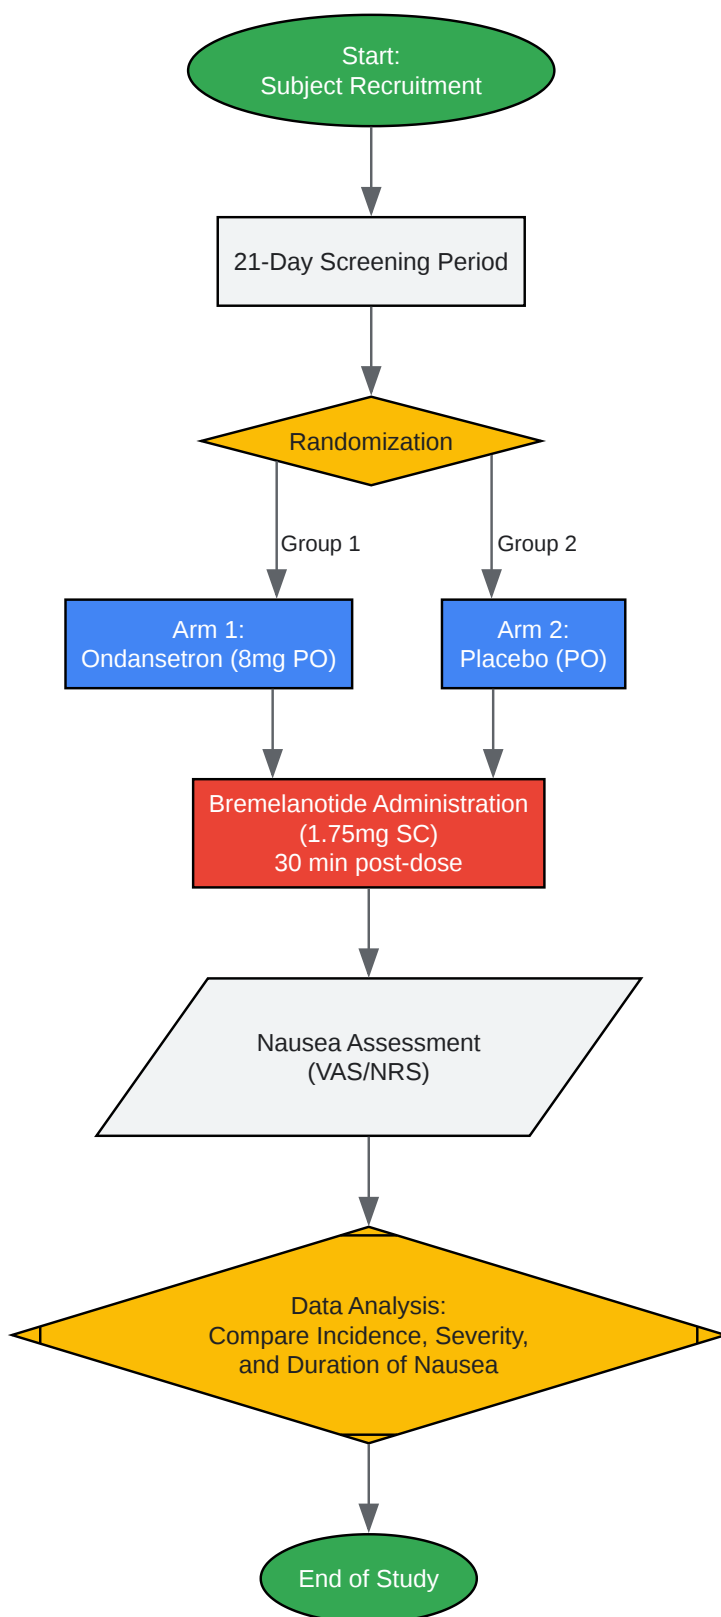 Start:
Subject Recruitment
21-Day Screening Period
Randomization
Group 1
Group 2
Arm 1:
Ondansetron (8mg PO)
Arm 2:
Placebo (PO)
Bremelanotide Administration
(1.75mg SC)
30 min post-dose
Nausea Assessment
(VAS/NRS)
Data Analysis:
Compare Incidence, Severity,
and Duration of Nausea
End of Study